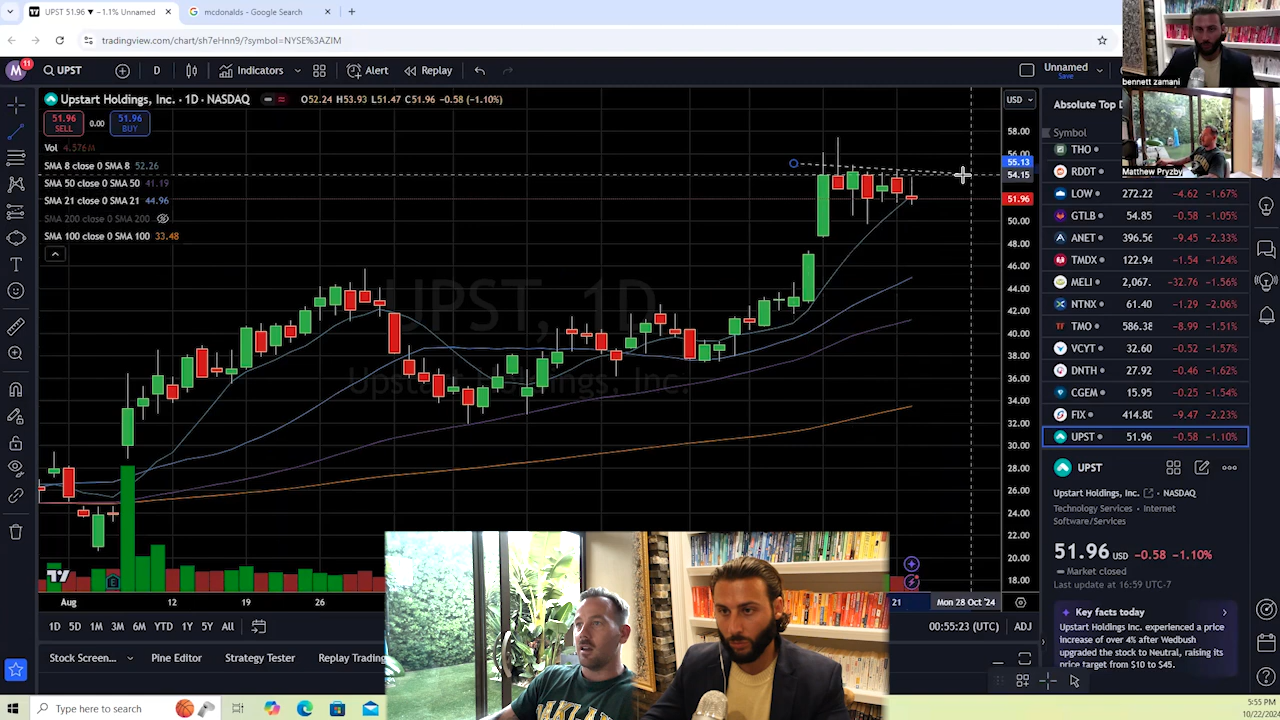 UPST 51.96 ▼ −1.1% Unnamed
mcdonalds - Google Search
tradingview.com/chart/sh7eHnn9/?symbol=NYSE%3AZIM
M
11
UPST
D
Indicators
Alert
Replay
Unnamed
Save
bennett zamani
Matthew Pryzby
Upstart Holdings, Inc. · 1D · NASDAQ
O52.24 H53.93 L51.47 C51.96 −0.58 (−1.10%)
51.96
SELL
0.00
51.96
BUY
Vol 4.576M
SMA 8 close 0 SMA 8 52.26
SMA 50 close 0 SMA 50 41.19
SMA 21 close 0 SMA 21 44.96
SMA 200 close 0 SMA 200
SMA 100 close 0 SMA 100 33.48
UPST, 1D
Upstart Holdings, Inc.
USD
58.00
56.00
55.13
54.15
51.96
50.00
48.00
46.00
44.00
42.00
40.00
38.00
36.00
34.00
32.00
30.00
28.00
26.00
24.00
22.00
20.00
18.00
Aug
12
19
26
21
Mon 28 Oct '24
1D 5D 1M 3M 6M YTD 1Y 5Y All
00:55:23 (UTC)
ADJ
Stock Screen...
Pine Editor
Strategy Tester
Replay Trading
Symbol
THO
RDDT
LOW 272.22 −4.62 −1.67%
GTLB 54.85 −0.58 −1.05%
ANET 396.56 −9.45 −2.33%
TMDX 122.94 −1.54 −1.24%
MELI 2,067. −32.76 −1.56%
NTNX 61.40 −1.29 −2.06%
TMO 586.38 −8.99 −1.51%
VCYT 32.60 −0.52 −1.57%
DNTH 27.92 −0.46 −1.62%
CGEM 15.95 −0.25 −1.54%
FIX 414.80 −9.47 −2.23%
UPST 51.96 −0.58 −1.10%
UPST
Upstart Holdings, Inc. · NASDAQ
Technology Services · Internet
Software/Services
51.96 USD −0.58 −1.10%
Market closed
Last update at 16:59 UTC-7
Key facts today
Upstart Holdings Inc. experienced a price
increase of over 4% after Wedbush
upgraded the stock to Neutral, raising its
price target from $10 to $45.
Type here to search
5:55 PM